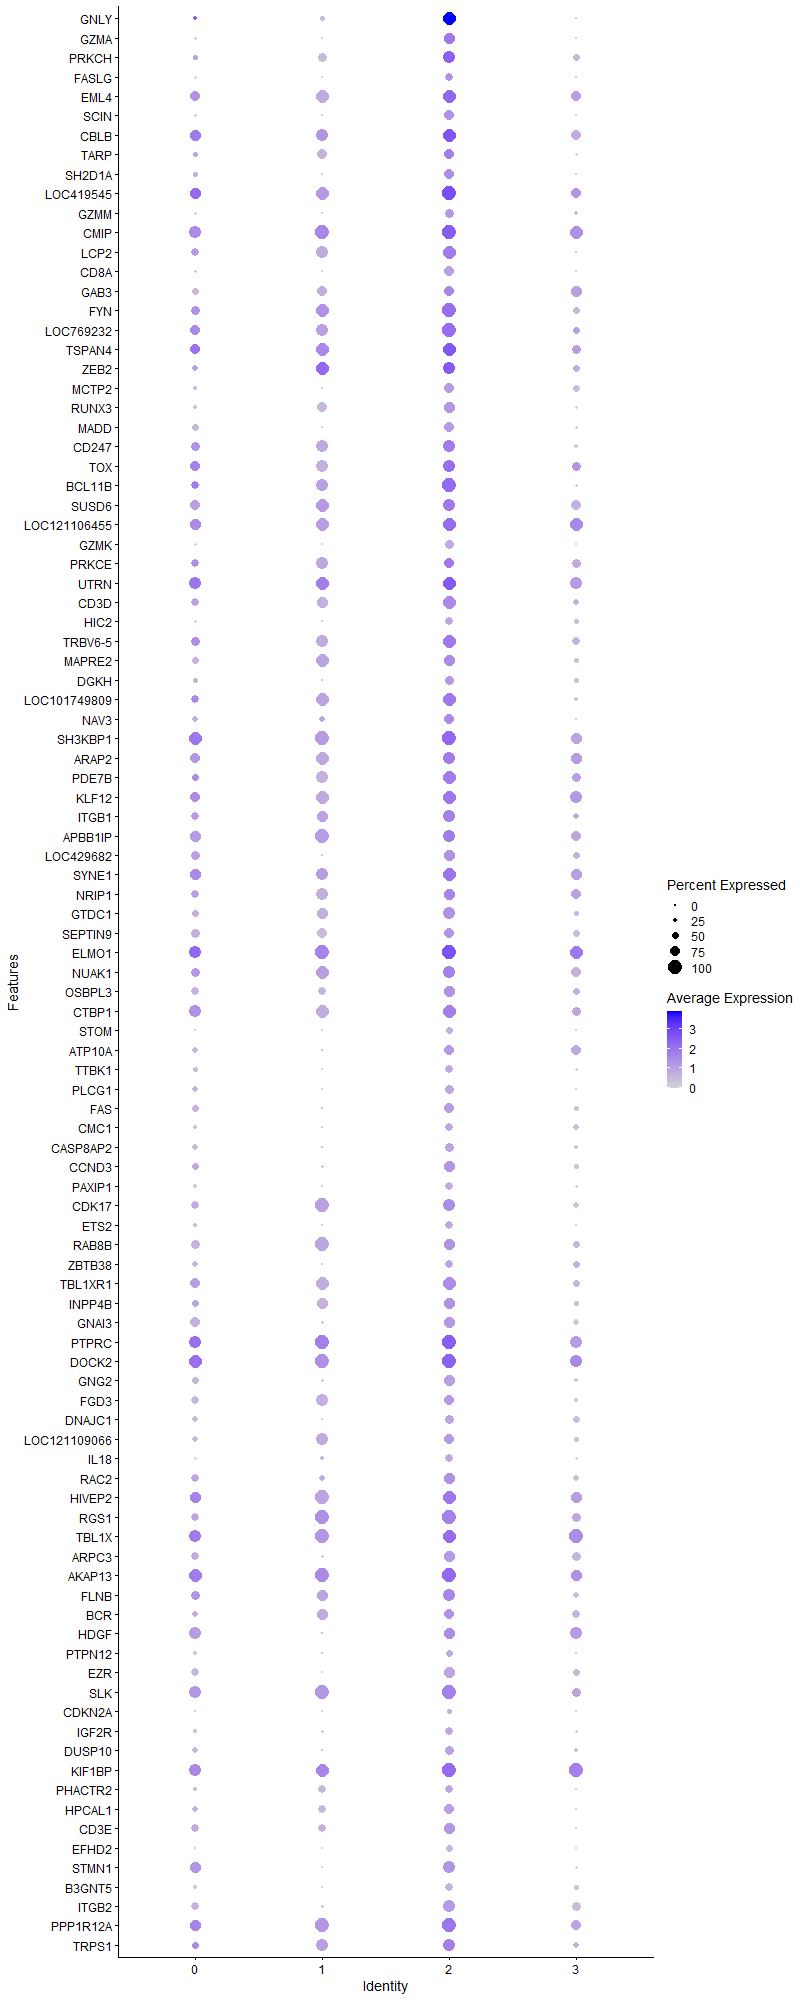 GNLY
GZMA
PRKCH
FASLG
EML4
SCIN
CBLB
TARP
SH2D1A
LOC419545
GZMM
CMIP
LCP2
CD8A
GAB3
FYN
LOC769232
TSPAN4
ZEB2
MCTP2
RUNX3
MADD
CD247
TOX
BCL11B
SUSD6
LOC121106455
GZMK
PRKCE
UTRN
CD3D
HIC2
TRBV6-5
MAPRE2
DGKH
LOC101749809
NAV3
SH3KBP1
ARAP2
PDE7B
KLF12
ITGB1
APBB1IP
LOC429682
SYNE1
NRIP1
GTDC1
SEPTIN9
ELMO1
NUAK1
OSBPL3
CTBP1
STOM
ATP10A
TTBK1
PLCG1
FAS
CMC1
CASP8AP2
CCND3
PAXIP1
CDK17
ETS2
RAB8B
ZBTB38
TBL1XR1
INPP4B
GNAI3
PTPRC
DOCK2
GNG2
FGD3
DNAJC1
LOC121109066
IL18
RAC2
HIVEP2
RGS1
TBL1X
ARPC3
AKAP13
FLNB
BCR
HDGF
PTPN12
EZR
SLK
CDKN2A
IGF2R
DUSP10
KIF1BP
PHACTR2
HPCAL1
CD3E
EFHD2
STMN1
B3GNT5
ITGB2
PPP1R12A
TRPS1
Features
0 1 2 3
Identity
Percent Expressed
0
25
50
75
100
Average Expression
3
2
1
0